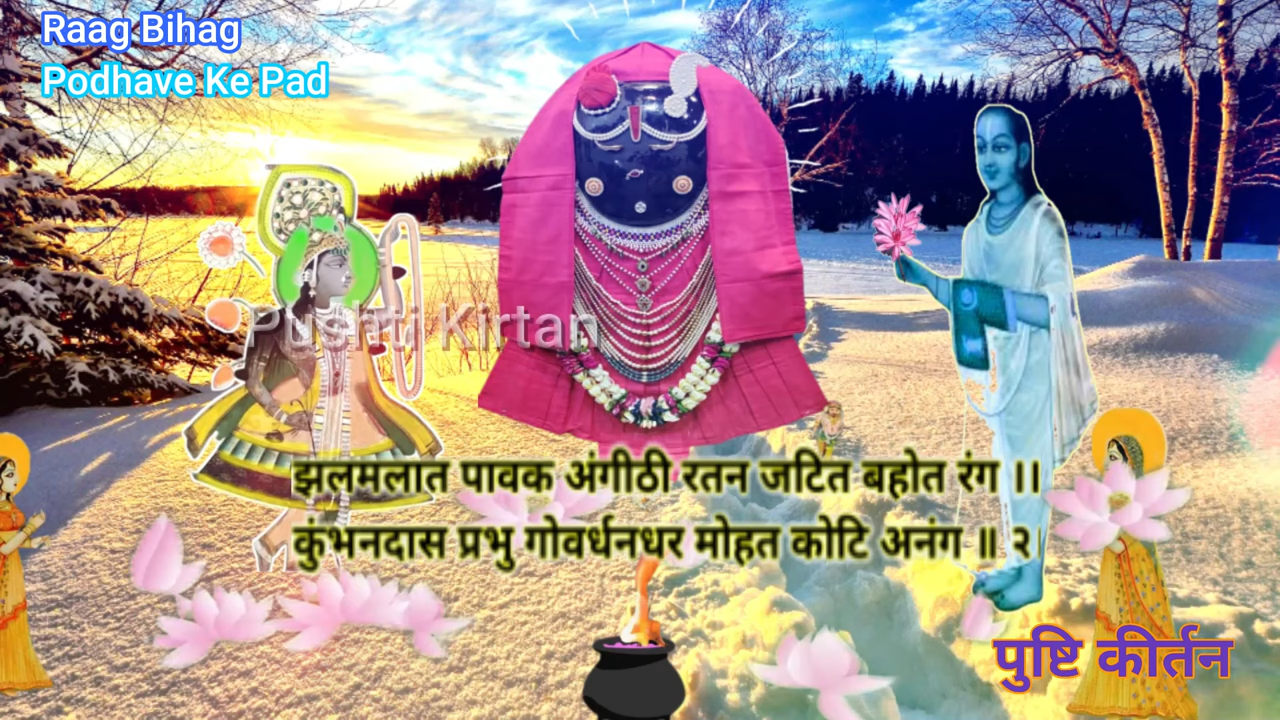 Raag Bihag
Podhave Ke Pad
Pushti Kirtan
झलमलात पावक अंगीठी रतन जटित बहोत रंग ।।
कुंभनदास प्रभु गोवर्धनधर मोहत कोटि अनंग ॥ २।
पुष्टि कीर्तन